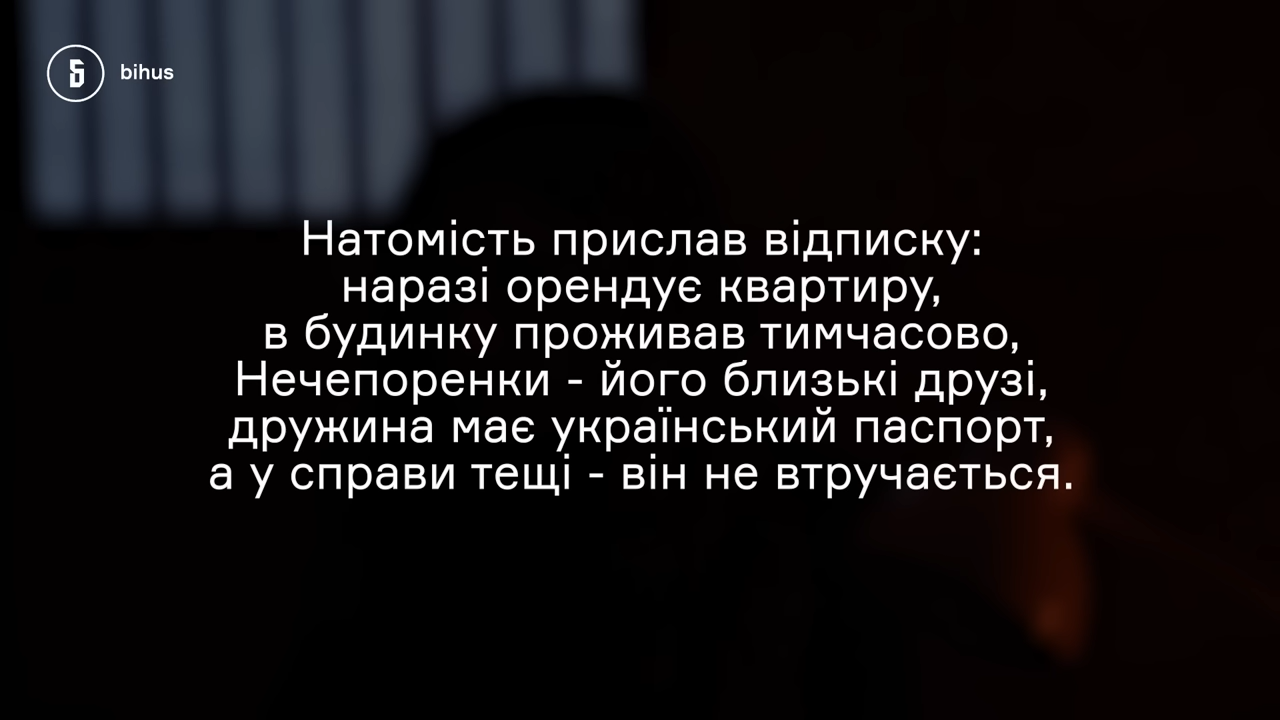 bihus
Натомість прислав відписку:
наразі орендує квартиру,
в будинку проживав тимчасово,
Нечепоренки - його близькі друзі,
дружина має український паспорт,
а у справи тещі - він не втручається.